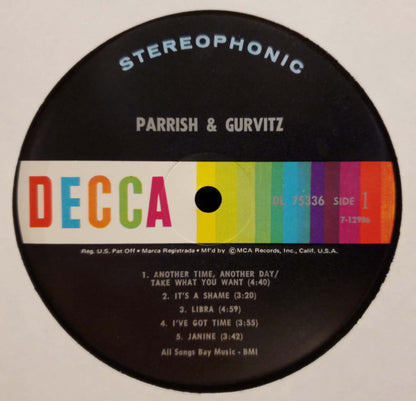 STEREOPHONIC
PARRISH & GURVITZ
DECCA
DL 75336 SIDE 1
7-12986
Reg. U.S. Pat Off • Marca Registrada • Mf'd by ⓒMCA Records, Inc., Calif. U.S.A.
1. ANOTHER TIME, ANOTHER DAY/
TAKE WHAT YOU WANT (4:40)
2. IT'S A SHAME (3:20)
3. LIBRA (4:59)
4. I'VE GOT TIME (3:55)
5. JANINE (3:42)
All Songs Bay Music - BMI